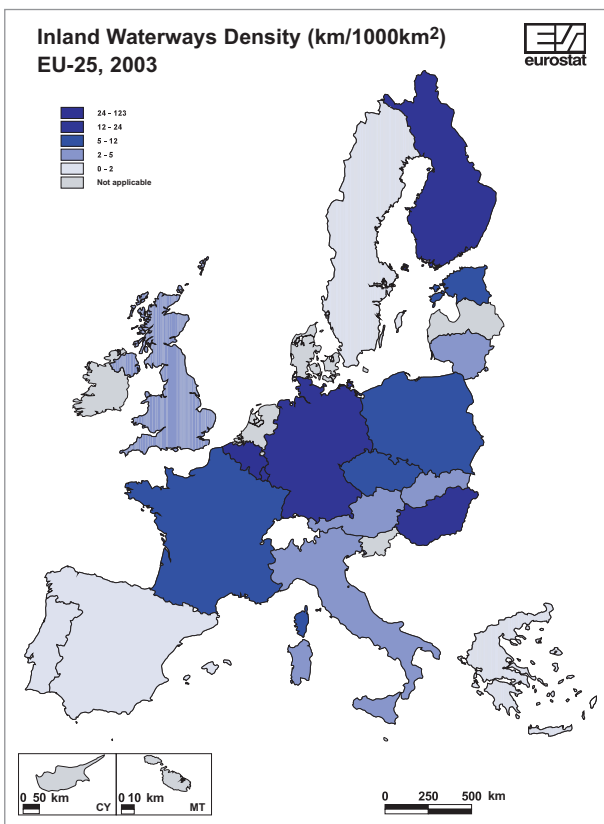 Inland Waterways Density (km/1000km²)
EU-25, 2003
eurostat
24 - 123
12 - 24
5 - 12
2 - 5
0 - 2
Not applicable
0 50 km
CY
0 10 km
MT
0 250 500 km